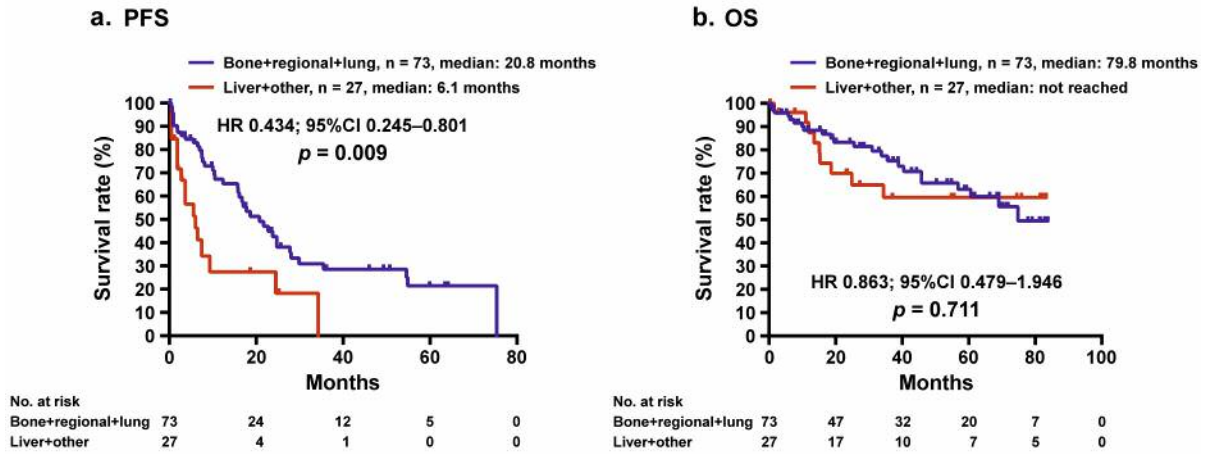 a. PFS
Bone+regional+lung, n = 73, median: 20.8 months
Liver+other, n = 27, median: 6.1 months
HR 0.434; 95%CI 0.245–0.801
p = 0.009
Survival rate (%)
100
90
80
70
60
50
40
30
20
10
0
0 20 40 60 80
Months
No. at risk
Bone+regional+lung 73 24 12 5 0
Liver+other 27 4 1 0 0
b. OS
Bone+regional+lung, n = 73, median: 79.8 months
Liver+other, n = 27, median: not reached
Survival rate (%)
100
90
80
70
60
50
40
30
20
10
0
HR 0.863; 95%CI 0.479–1.946
p = 0.711
0 20 40 60 80 100
Months
No. at risk
Bone+regional+lung 73 47 32 20 7 0
Liver+other 27 17 10 7 5 0